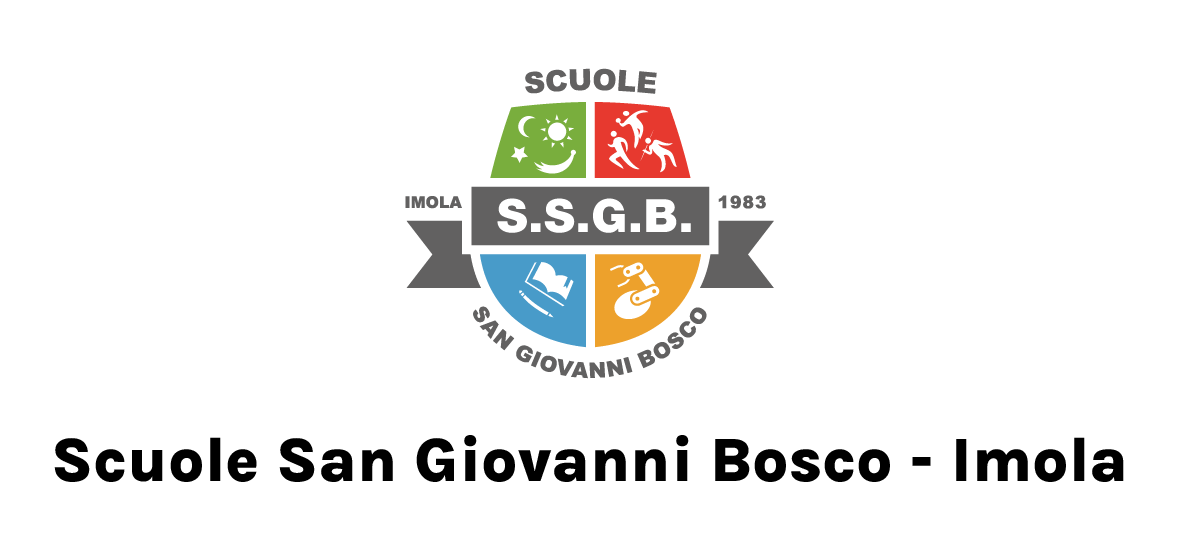 SCUOLE
IMOLA
S.S.G.B.
1983
SAN GIOVANNI BOSCO
Scuole San Giovanni Bosco - Imola